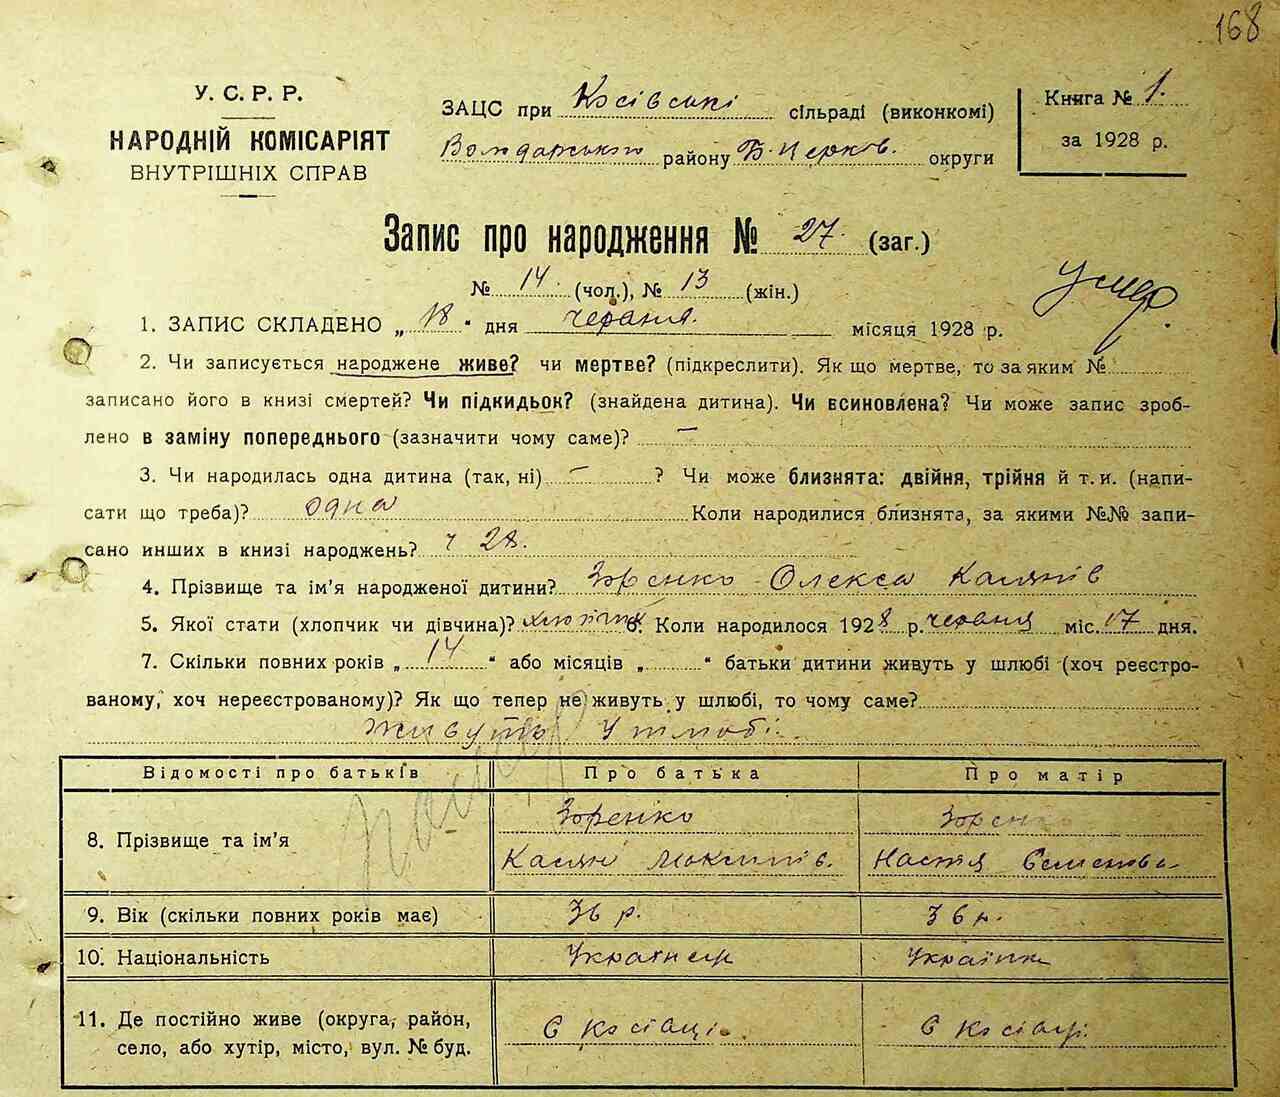 168
У. С. Р. Р.
НАРОДНІЙ КОМІСАРІЯТ
ВНУТРІШНІХ СПРАВ
ЗАЦС при Косівські сільраді (виконкомі)
Володарського району Б. Церков. округи
Книга № 1.
за 1928 р.
Запис про народження № 27. (заг.)
№ 14 (чол.), № 13 (жін.)
Умер
1. ЗАПИС СКЛАДЕНО „ 18 “ дня червня. місяця 1928 р.
2. Чи записується народжене живе? чи мертве? (підкреслити). Як що мертве, то за яким №
записано його в книзі смертей? Чи підкидьок? (знайдена дитина). Чи всиновлена? Чи може запис зроб-
лено в заміну попереднього (зазначити чому саме)? —
3. Чи народилась одна дитина (так, ні) — ? Чи може близнята: двійня, трійня й т. и. (напи-
сати що треба)? одна Коли народилися близнята, за якими №№ запи-
сано инших в книзі народжень? 28.
4. Прізвище та ім’я народженої дитини? Зоренко Олекса Касянів
5. Якої стати (хлопчик чи дівчина)? хлопчик 6. Коли народилося 1928 р. червня міс. 17 дня.
7. Скільки повних років „ 14 “ або місяців „ “ батьки дитини живуть у шлюбі (хоч реєстро-
ваному, хоч нереєстрованому)? Як що тепер не живуть у шлюбі, то чому саме?
Живуть у шлюбі.
Відомості про батьків Про батька Про матір
8. Прізвище та ім’я Зоренко Касян Зоренко Настя Семенова
9. Вік (скільки повних років має) 36 р. 36 р.
10. Національність Українець Українка
11. Де постійно живе (округа, район, в Косівці. в Косівці.
село, або хутір, місто, вул. № буд.